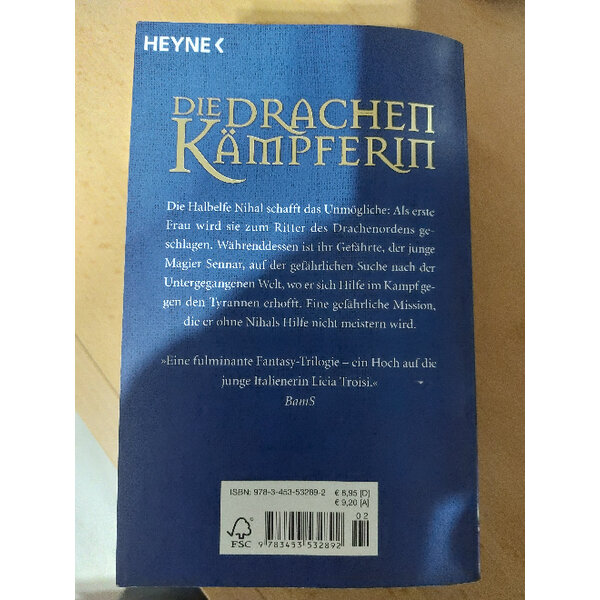 HEYNE <
DIE DRACHEN
KÄMPFERIN
Die Halbelfe Nihal schafft das Unmögliche: Als erste
Frau wird sie zum Ritter des Drachenordens ge-
schlagen. Währenddessen ist ihr Gefährte, der junge
Magier Sennar, auf der gefährlichen Suche nach der
Untergegangenen Welt, wo er sich Hilfe im Kampf ge-
gen den Tyrannen erhofft. Eine gefährliche Mission,
die er ohne Nihals Hilfe nicht meistern wird.
»Eine fulminante Fantasy-Trilogie – ein Hoch auf die
junge Italienerin Licia Troisi.«
BamS
ISBN: 978-3-453-53289-2
€ 8,95 [D]
€ 9,20 [A]
02
FSC
9 783453 532892